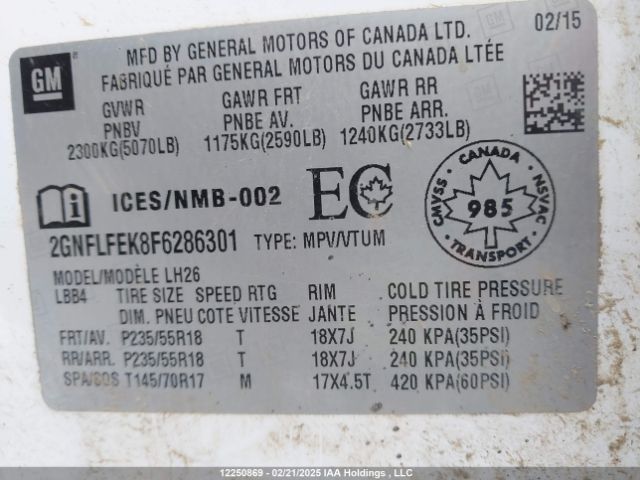 GM
MFD BY GENERAL MOTORS OF CANADA LTD. 02/15
FABRIQUÉ PAR GENERAL MOTORS DU CANADA LTÉE
GVWR GAWR FRT GAWR RR
PNBV PNBE AV. PNBE ARR.
2300KG(5070LB) 1175KG(2590LB) 1240KG(2733LB)
ICES/NMB-002 EC
CANADA
CMVSS 985 NSVAC
TRANSPORT
2GNFLFEK8F6286301 TYPE: MPV/VTUM
MODEL/MODÈLE LH26
LBB4 TIRE SIZE SPEED RTG RIM COLD TIRE PRESSURE
DIM. PNEU COTE VITESSE JANTE PRESSION À FROID
FRT/AV. P235/55R18 T 18X7J 240 KPA(35PSI)
RR/ARR. P235/55R18 T 18X7J 240 KPA(35PSI)
SPA/SOS T145/70R17 M 17X4.5T 420 KPA(60PSI)
12250869 - 02/21/2025 IAA Holdings, LLC